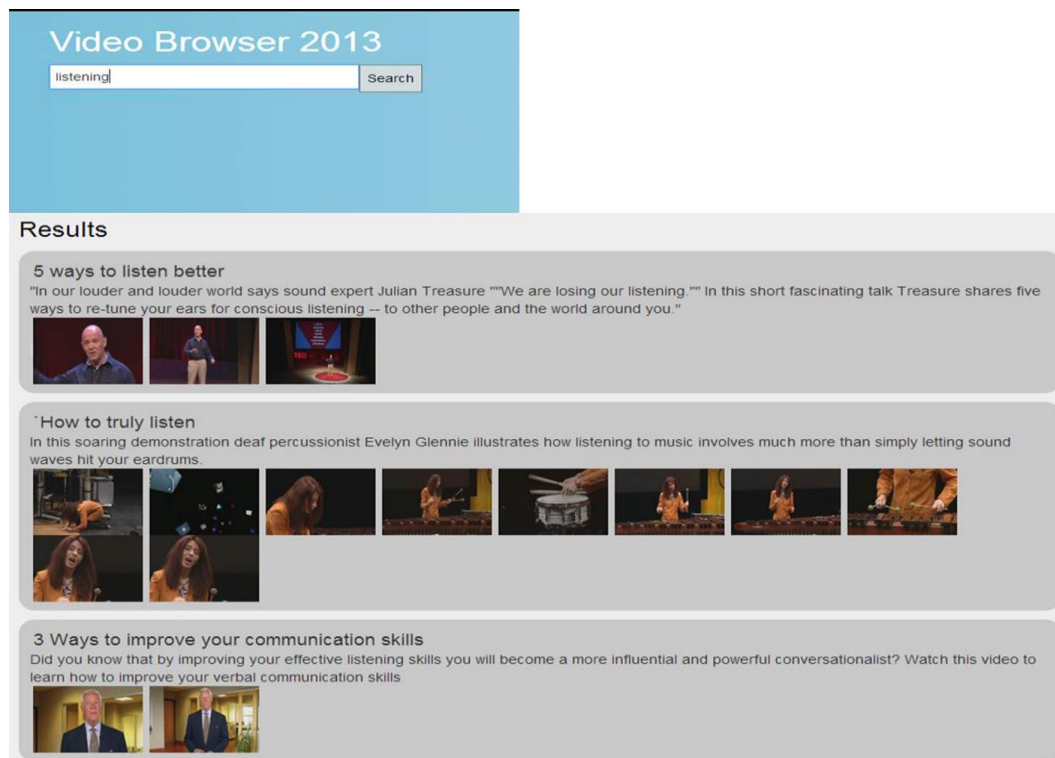 Video Browser 2013
listening
Search
Results
5 ways to listen better
"In our louder and louder world says sound expert Julian Treasure ""We are losing our listening."" In this short fascinating talk Treasure shares five
ways to re-tune your ears for conscious listening -- to other people and the world around you."
TED
`How to truly listen
In this soaring demonstration deaf percussionist Evelyn Glennie illustrates how listening to music involves much more than simply letting sound
waves hit your eardrums.
3 Ways to improve your communication skills
Did you know that by improving your effective listening skills you will become a more influential and powerful conversationalist? Watch this video to
learn how to improve your verbal communication skills